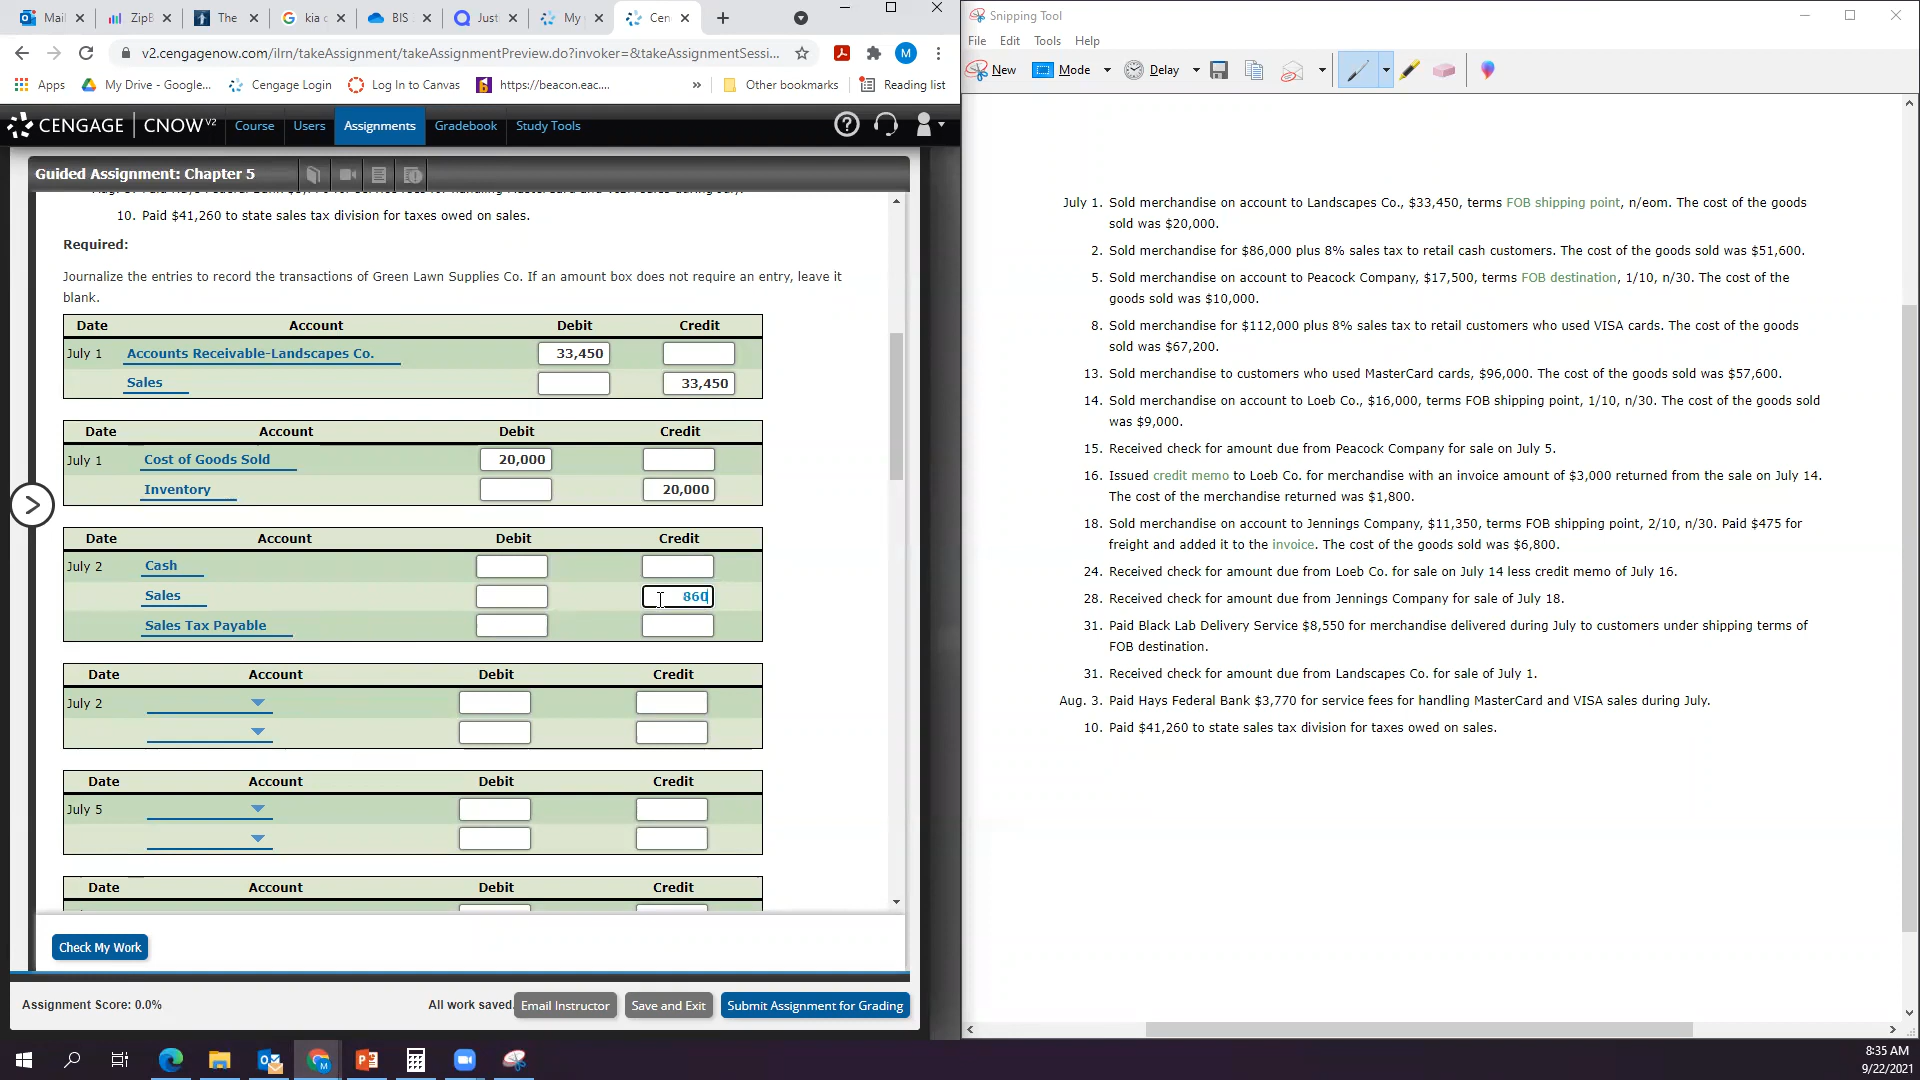 Mail
ZipB
The
kia c
BIS
Justi
My
Cen
v2.cengagenow.com/ilrn/takeAssignment/takeAssignmentPreview.do?invoker=&takeAssignmentSessi...
M
Apps
My Drive - Google...
Cengage Login
Log In to Canvas
https://beacon.eac....
»
Other bookmarks
Reading list
CENGAGE | CNOWv2
Course
Users
Assignments
Gradebook
Study Tools
Guided Assignment: Chapter 5
10. Paid $41,260 to state sales tax division for taxes owed on sales.
Required:
Journalize the entries to record the transactions of Green Lawn Supplies Co. If an amount box does not require an entry, leave it
blank.
Date Account Debit Credit
July 1 Accounts Receivable-Landscapes Co. 33,450
Sales 33,450
Date Account Debit Credit
July 1 Cost of Goods Sold 20,000
Inventory 20,000
Date Account Debit Credit
July 2 Cash
Sales 860
Sales Tax Payable
Date Account Debit Credit
July 2
Date Account Debit Credit
July 5
Date Account Debit Credit
Check My Work
Assignment Score: 0.0%
All work saved.
Email Instructor
Save and Exit
Submit Assignment for Grading
Snipping Tool
File Edit Tools Help
New
Mode
Delay
July 1. Sold merchandise on account to Landscapes Co., $33,450, terms FOB shipping point, n/eom. The cost of the goods
sold was $20,000.
2. Sold merchandise for $86,000 plus 8% sales tax to retail cash customers. The cost of the goods sold was $51,600.
5. Sold merchandise on account to Peacock Company, $17,500, terms FOB destination, 1/10, n/30. The cost of the
goods sold was $10,000.
8. Sold merchandise for $112,000 plus 8% sales tax to retail customers who used VISA cards. The cost of the goods
sold was $67,200.
13. Sold merchandise to customers who used MasterCard cards, $96,000. The cost of the goods sold was $57,600.
14. Sold merchandise on account to Loeb Co., $16,000, terms FOB shipping point, 1/10, n/30. The cost of the goods sold
was $9,000.
15. Received check for amount due from Peacock Company for sale on July 5.
16. Issued credit memo to Loeb Co. for merchandise with an invoice amount of $3,000 returned from the sale on July 14.
The cost of the merchandise returned was $1,800.
18. Sold merchandise on account to Jennings Company, $11,350, terms FOB shipping point, 2/10, n/30. Paid $475 for
freight and added it to the invoice. The cost of the goods sold was $6,800.
24. Received check for amount due from Loeb Co. for sale on July 14 less credit memo of July 16.
28. Received check for amount due from Jennings Company for sale of July 18.
31. Paid Black Lab Delivery Service $8,550 for merchandise delivered during July to customers under shipping terms of
FOB destination.
31. Received check for amount due from Landscapes Co. for sale of July 1.
Aug. 3. Paid Hays Federal Bank $3,770 for service fees for handling MasterCard and VISA sales during July.
10. Paid $41,260 to state sales tax division for taxes owed on sales.
8:35 AM
9/22/2021